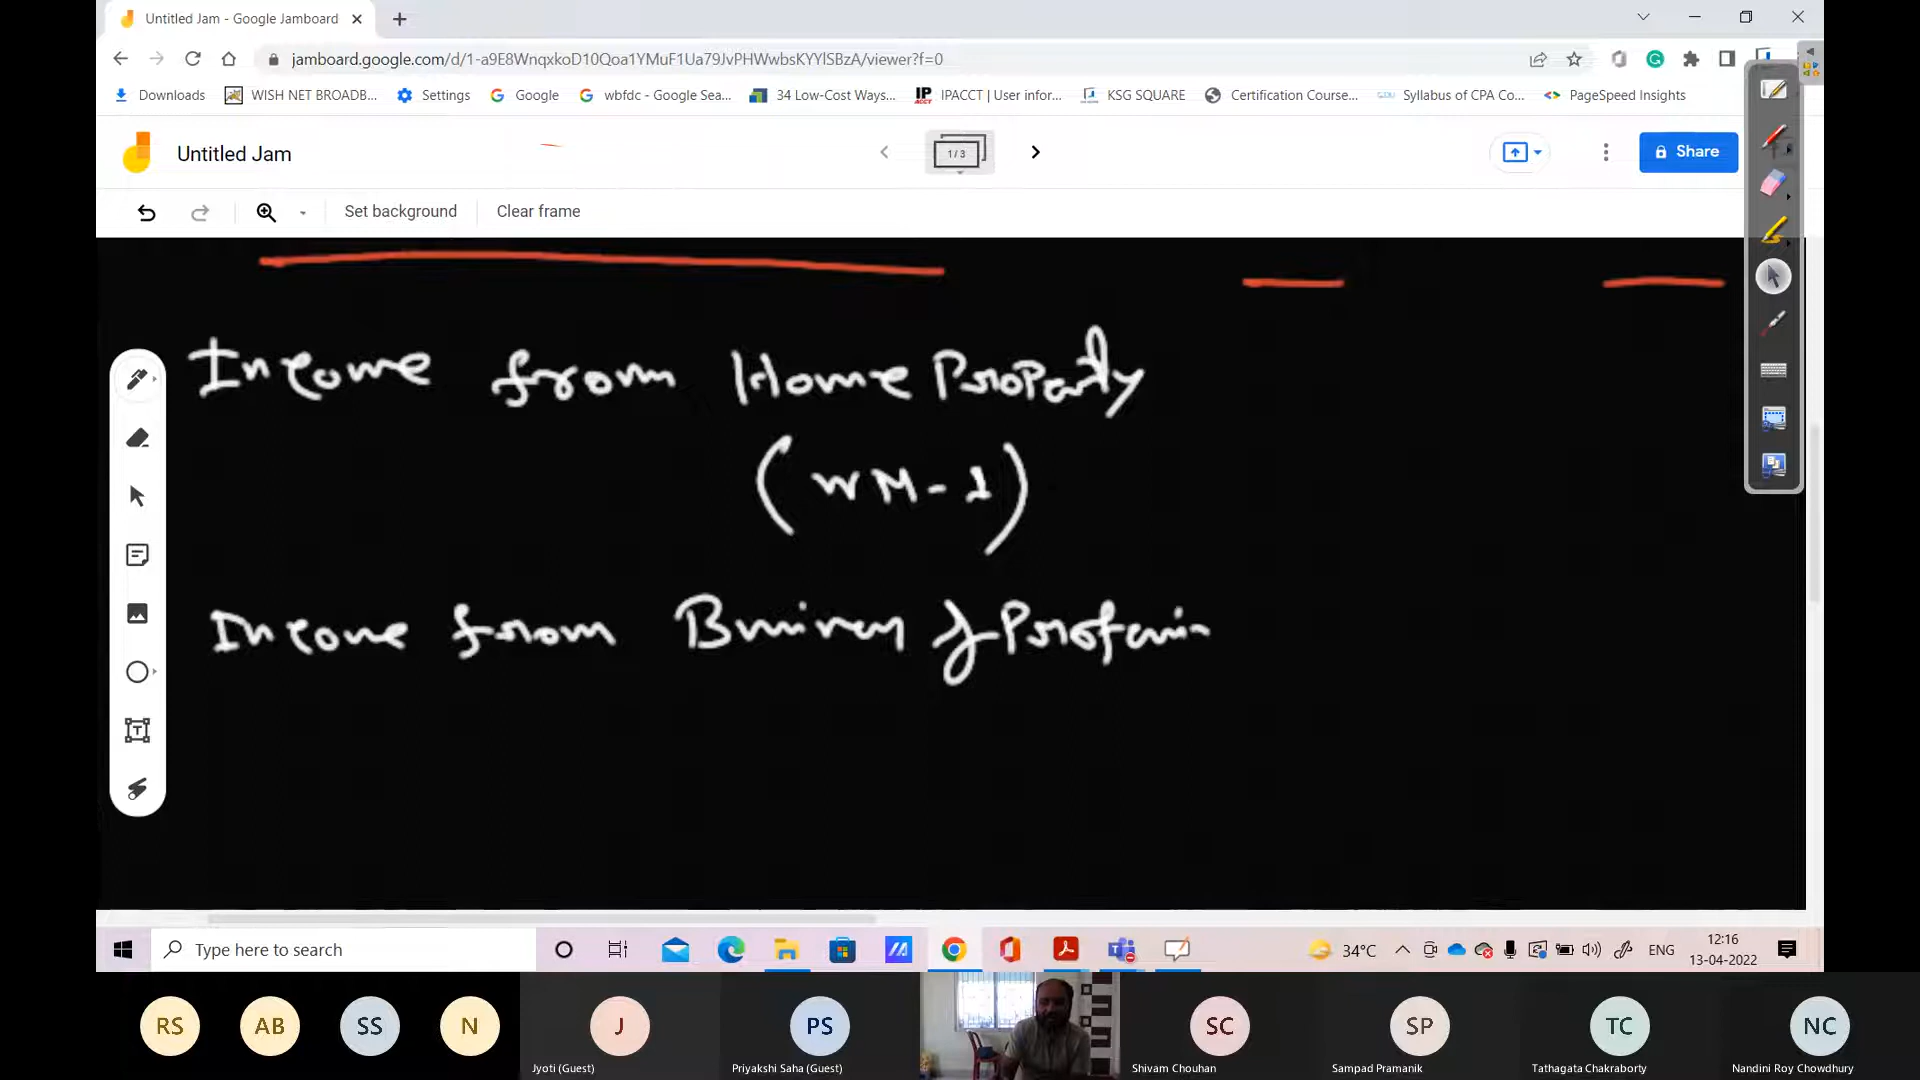 Untitled Jam - Google Jamboard
jamboard.google.com/d/1-a9E8WnqxkoD10Qoa1YMuF1Ua79JvPHWwbsKYYlSBzA/viewer?f=0
Downloads WISH NET BROADB... Settings Google wbfdc - Google Sea... 34 Low-Cost Ways... IP ACCT IPACCT | User infor... KSG SQUARE Certification Course... Syllabus of CPA Co... PageSpeed Insights
Untitled Jam 1 / 3 Share
Set background Clear frame
Income from Home Property
(WM-1)
Income from
Type here to search 34°C ENG 12:16
13-04-2022
RS AB SS N J PS SC SP TC NC
Jyoti (Guest) Priyakshi Saha (Guest) Shivam Chouhan Sampad Pramanik Tathagata Chakraborty Nandini Roy Chowdhury